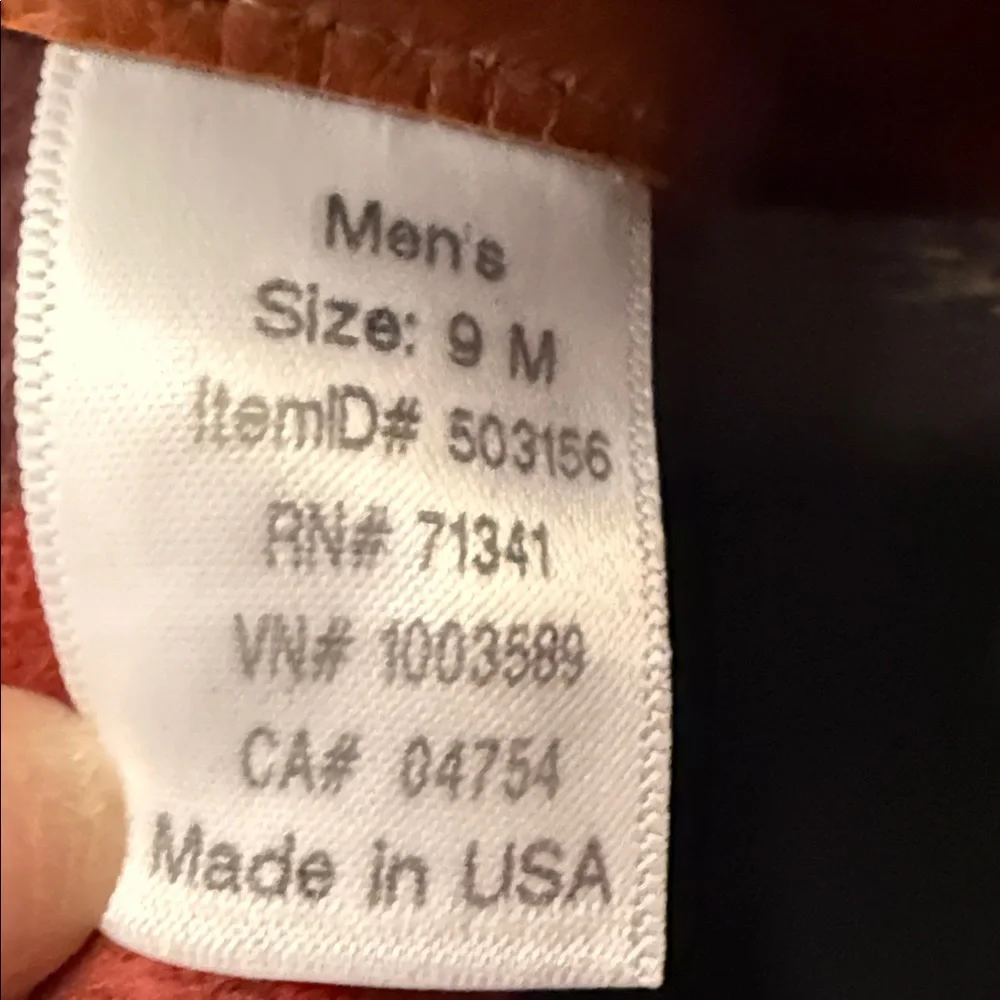 Men's
Size: 9 M
ItemID# 503156
RN# 71341
VN# 1003589
CA# 04754
Made in USA